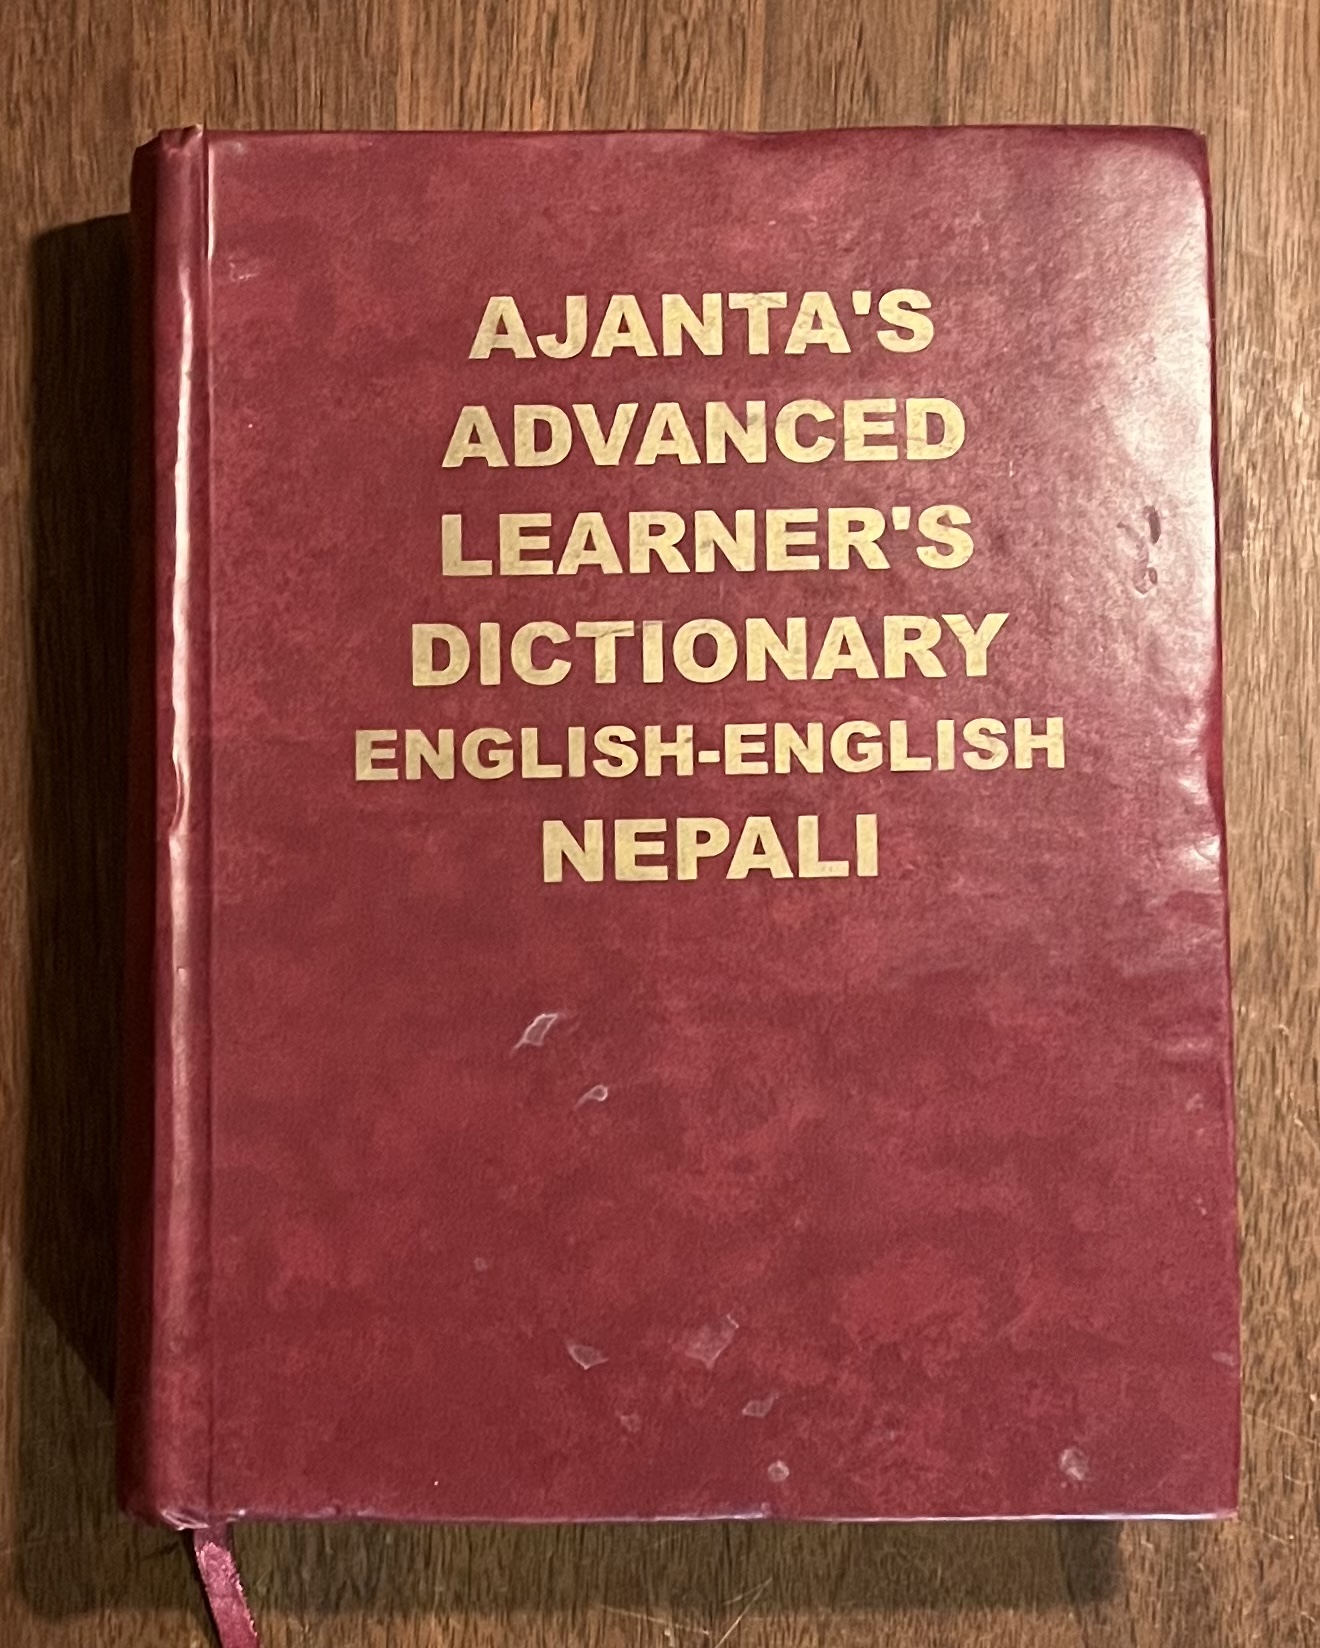 AJANTA'S
ADVANCED
LEARNER'S
DICTIONARY
ENGLISH-ENGLISH
NEPALI